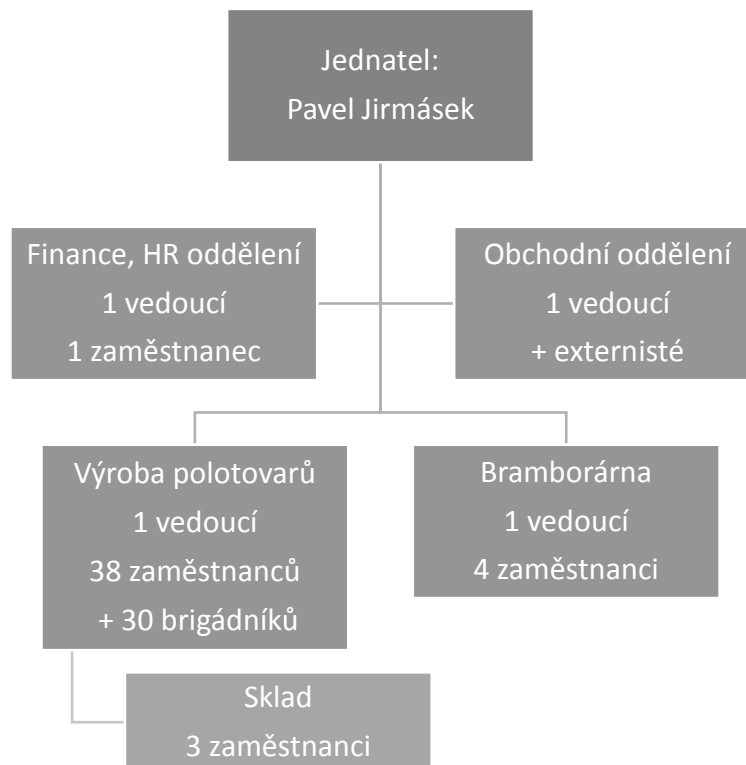 Jednatel:
Pavel Jirmásek
Finance, HR oddělení
1 vedoucí
1 zaměstnanec
Obchodní oddělení
1 vedoucí
+ externisté
Výroba polotovarů
1 vedoucí
38 zaměstnanců
+ 30 brigádníků
Bramborárna
1 vedoucí
4 zaměstnanci
Sklad
3 zaměstnanci